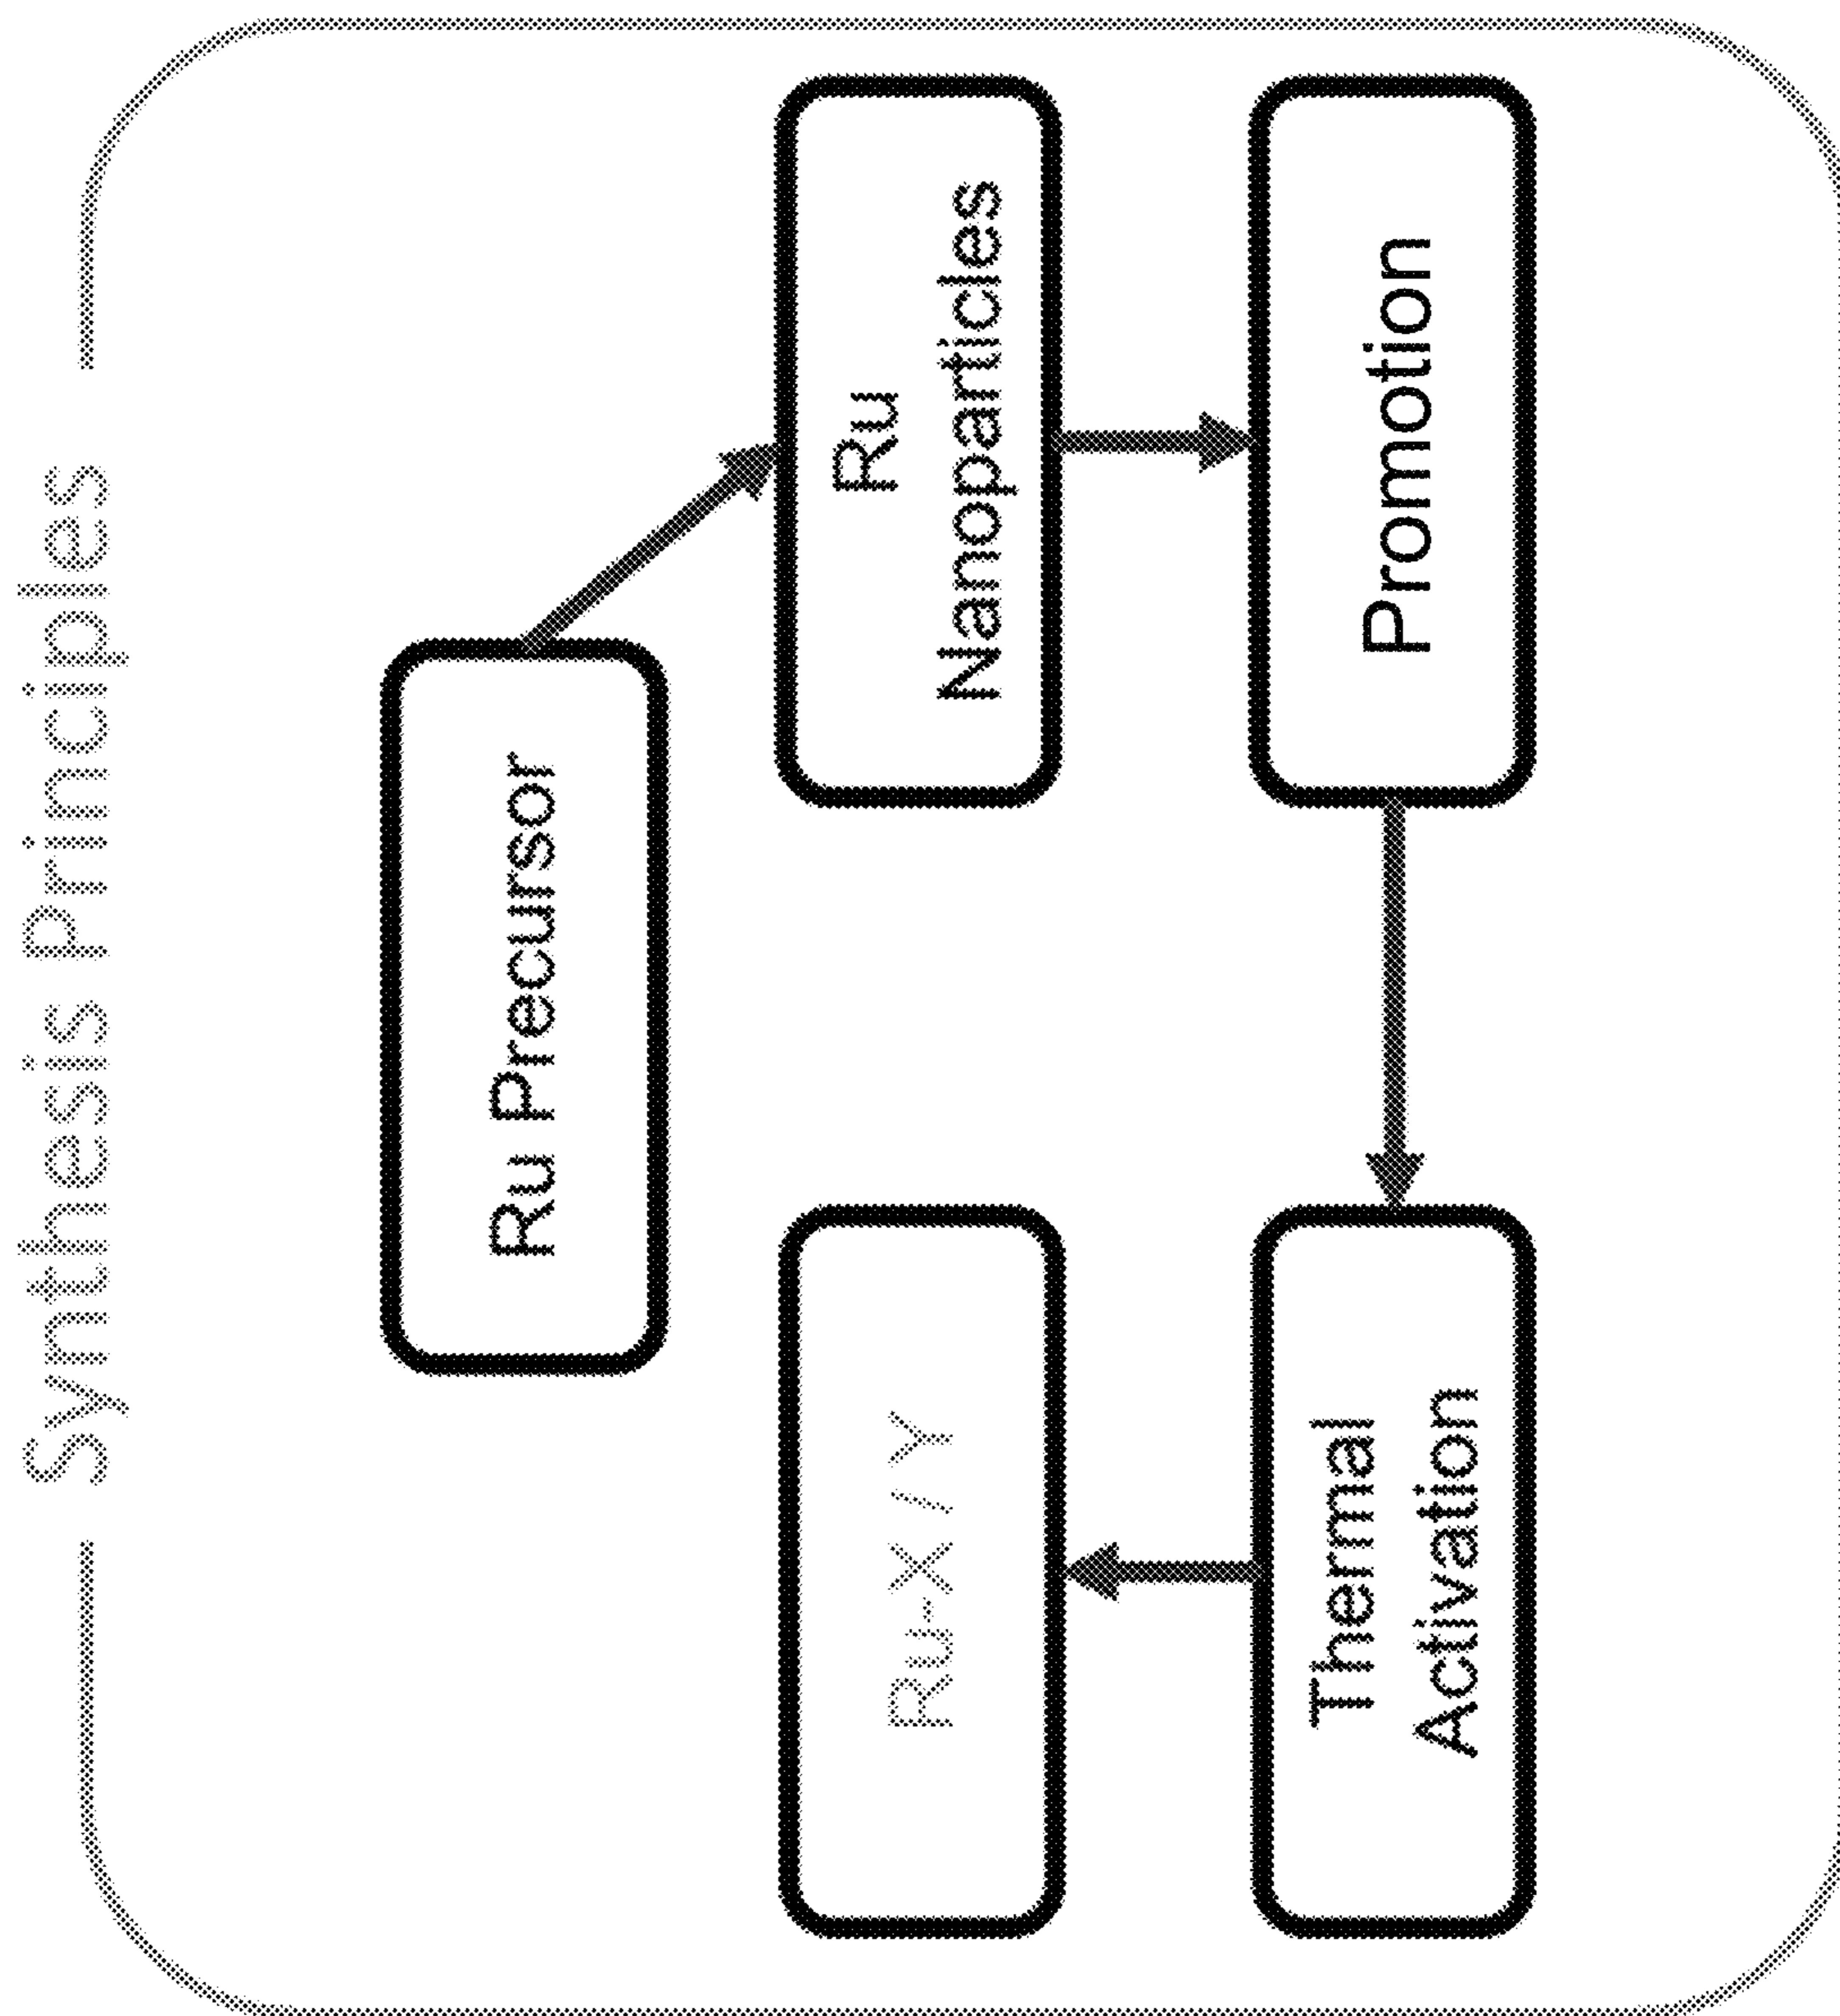 Synthesis Principles
Ru Precursor
Ru
Nanoparticles
Promotion
Thermal
Activation
Ru-X / Y